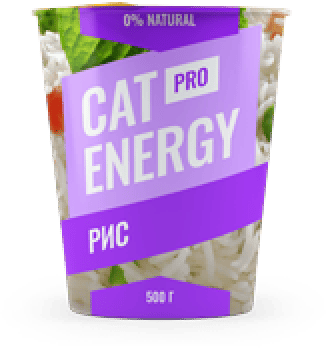 0% NATURAL
CAT PRO
ENERGY
РИС
500 Г